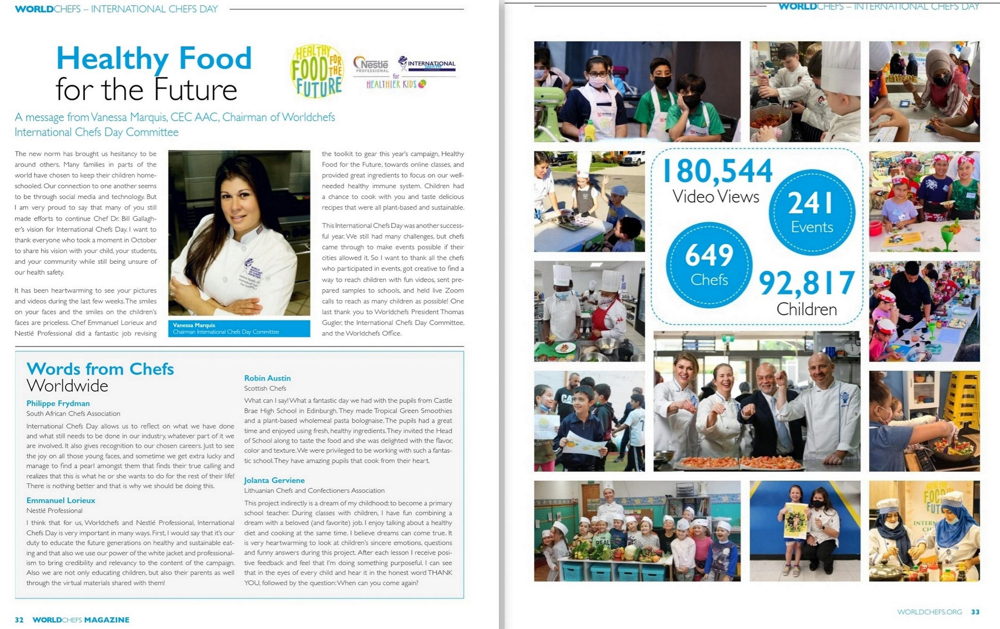 WORLDCHEFS – INTERNATIONAL CHEFS DAY
Healthy Food
for the Future
HEALTHY
FOOD FOR
THE
FUTURE
Nestlé
PROFESSIONAL
INTERNATIONAL
CHEFS DAY
for
HEALTHIER KIDS
A message from Vanessa Marquis, CEC AAC, Chairman of Worldchefs
International Chefs Day Committee
The new norm has brought us hesitancy to be
around others. Many families in parts of the
world have chosen to keep their children home-
schooled. Our connection to one another seems
to be through social media and technology. But
I am very proud to say that many of you still
made efforts to continue Chef Dr. Bill Gallagh-
er's vision for International Chefs Day. I want to
thank everyone who took a moment in October
to share his vision with your child, your students,
and your community while still being unsure of
our health safety.
It has been heartwarming to see your pictures
and videos during the last few weeks. The smiles
on your faces and the smiles on the children's
faces are priceless. Chef Emmanuel Lorieux and
Nestlé Professional did a fantastic job revising
WORLD
ASSOCIATION
OF CHEFS
SOCIETIES
Vanessa Marquis
Chairman International Chefs Day Committee
the toolkit to gear this year's campaign, Healthy
Food for the Future, towards online classes, and
provided great ingredients to focus on our well-
needed healthy immune system. Children had
a chance to cook with you and taste delicious
recipes that were all plant-based and sustainable.
This International Chefs Day was another success-
ful year. We still had many challenges, but chefs
came through to make events possible if their
cities allowed it. So I want to thank all the chefs
who participated in events, got creative to find a
way to reach children with fun videos, sent pre-
pared samples to schools, and held live Zoom
calls to reach as many children as possible! One
last thank you to Worldchefs President Thomas
Gugler, the International Chefs Day Committee,
and the Worldchefs Office.
Words from Chefs
Worldwide
Philippe Frydman
South African Chefs Association
International Chefs Day allows us to reflect on what we have done
and what still needs to be done in our industry, whatever part of it we
are involved. It also gives recognition to our chosen careers. Just to see
the joy on all those young faces, and sometime we get extra lucky and
manage to find a pearl amongst them that finds their true calling and
realizes that this is what he or she wants to do for the rest of their life!
There is nothing better and that is why we should be doing this.
Emmanuel Lorieux
Nestlé Professional
I think that for us, Worldchefs and Nestlé Professional, International
Chefs Day is very important in many ways. First, I would say that it's our
duty to educate the future generations on healthy and sustainable eat-
ing and that also we use our power of the white jacket and professional-
ism to bring credibility and relevancy to the content of the campaign.
Also we are not only educating children, but also their parents as well
through the virtual materials shared with them!
Robin Austin
Scottish Chefs
What can I say! What a fantastic day we had with the pupils from Castle
Brae High School in Edinburgh. They made Tropical Green Smoothies
and a plant-based wholemeal pasta bolognaise. The pupils had a great
time and enjoyed using fresh, healthy ingredients. They invited the Head
of School along to taste the food and she was delighted with the flavor,
color and texture. We were privileged to be working with such a fantas-
tic school. They have amazing pupils that cook from their heart.
Jolanta Gerviene
Lithuanian Chefs and Confectioners Association
This project indirectly is a dream of my childhood: to become a primary
school teacher. During classes with children, I have fun combining a
dream with a beloved (and favorite) job. I enjoy talking about a healthy
diet and cooking at the same time. I believe dreams can come true. It
is very heartwarming to look at children's sincere emotions, questions
and funny answers during this project. After each lesson I receive posi-
tive feedback and feel that I'm doing something purposeful. I can see
that in the eyes of every child and hear it in the honest word THANK
YOU, followed by the question: When can you come again?
32 WORLDCHEFS MAGAZINE
WORLDCHEFS – INTERNATIONAL CHEFS DAY
180,544
Video Views
241
Events
649
Chefs
92,817
Children
CA
POSITIVE
THE
REAL
HEALTHY
FOOD
FUT
INTERN
CH
WORLDCHEFS.ORG 33